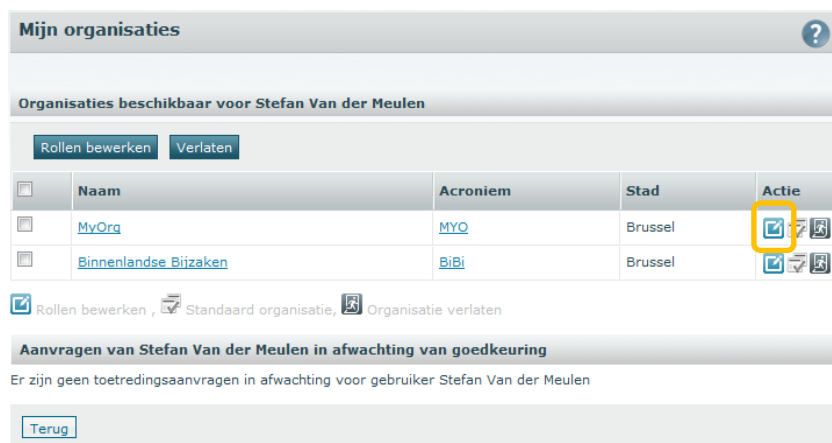 Mijn organisaties ?
Organisaties beschikbaar voor Stefan Van der Meulen
Rollen bewerken Verlaten
Naam Acroniem Stad Actie
MyOrg MYO Brussel
Binnenlandse Bijzaken BiBi Brussel
Rollen bewerken , Standaard organisatie, Organisatie verlaten
Aanvragen van Stefan Van der Meulen in afwachting van goedkeuring
Er zijn geen toetredingsaanvragen in afwachting voor gebruiker Stefan Van der Meulen
Terug